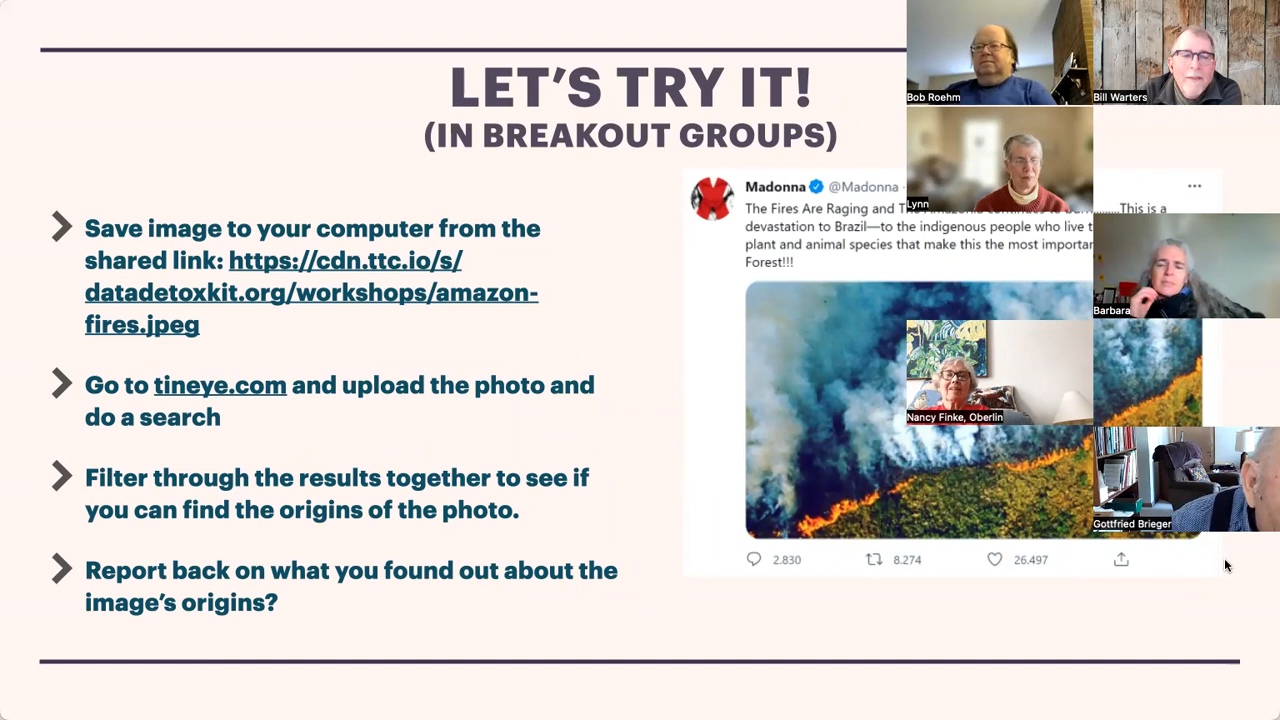 LET'S TRY IT!
(IN BREAKOUT GROUPS)
Save image to your computer from the
shared link: https://cdn.ttc.io/s/
datadetoxkit.org/workshops/amazon-
fires.jpeg
Go to tineye.com and upload the photo and
do a search
Filter through the results together to see if
you can find the origins of the photo.
Report back on what you found out about the
image's origins?
Madonna @Madonna ·
The Fires Are Raging and This is a
devastation to Brazil—to the indigenous people who live
plant and animal species that make this the most
Forest!!!
2.830 8.274 26.497
Bob Roehm
Bill Warters
Lynn
Barbara
Nancy Finke, Oberlin
Gottfried Brieger